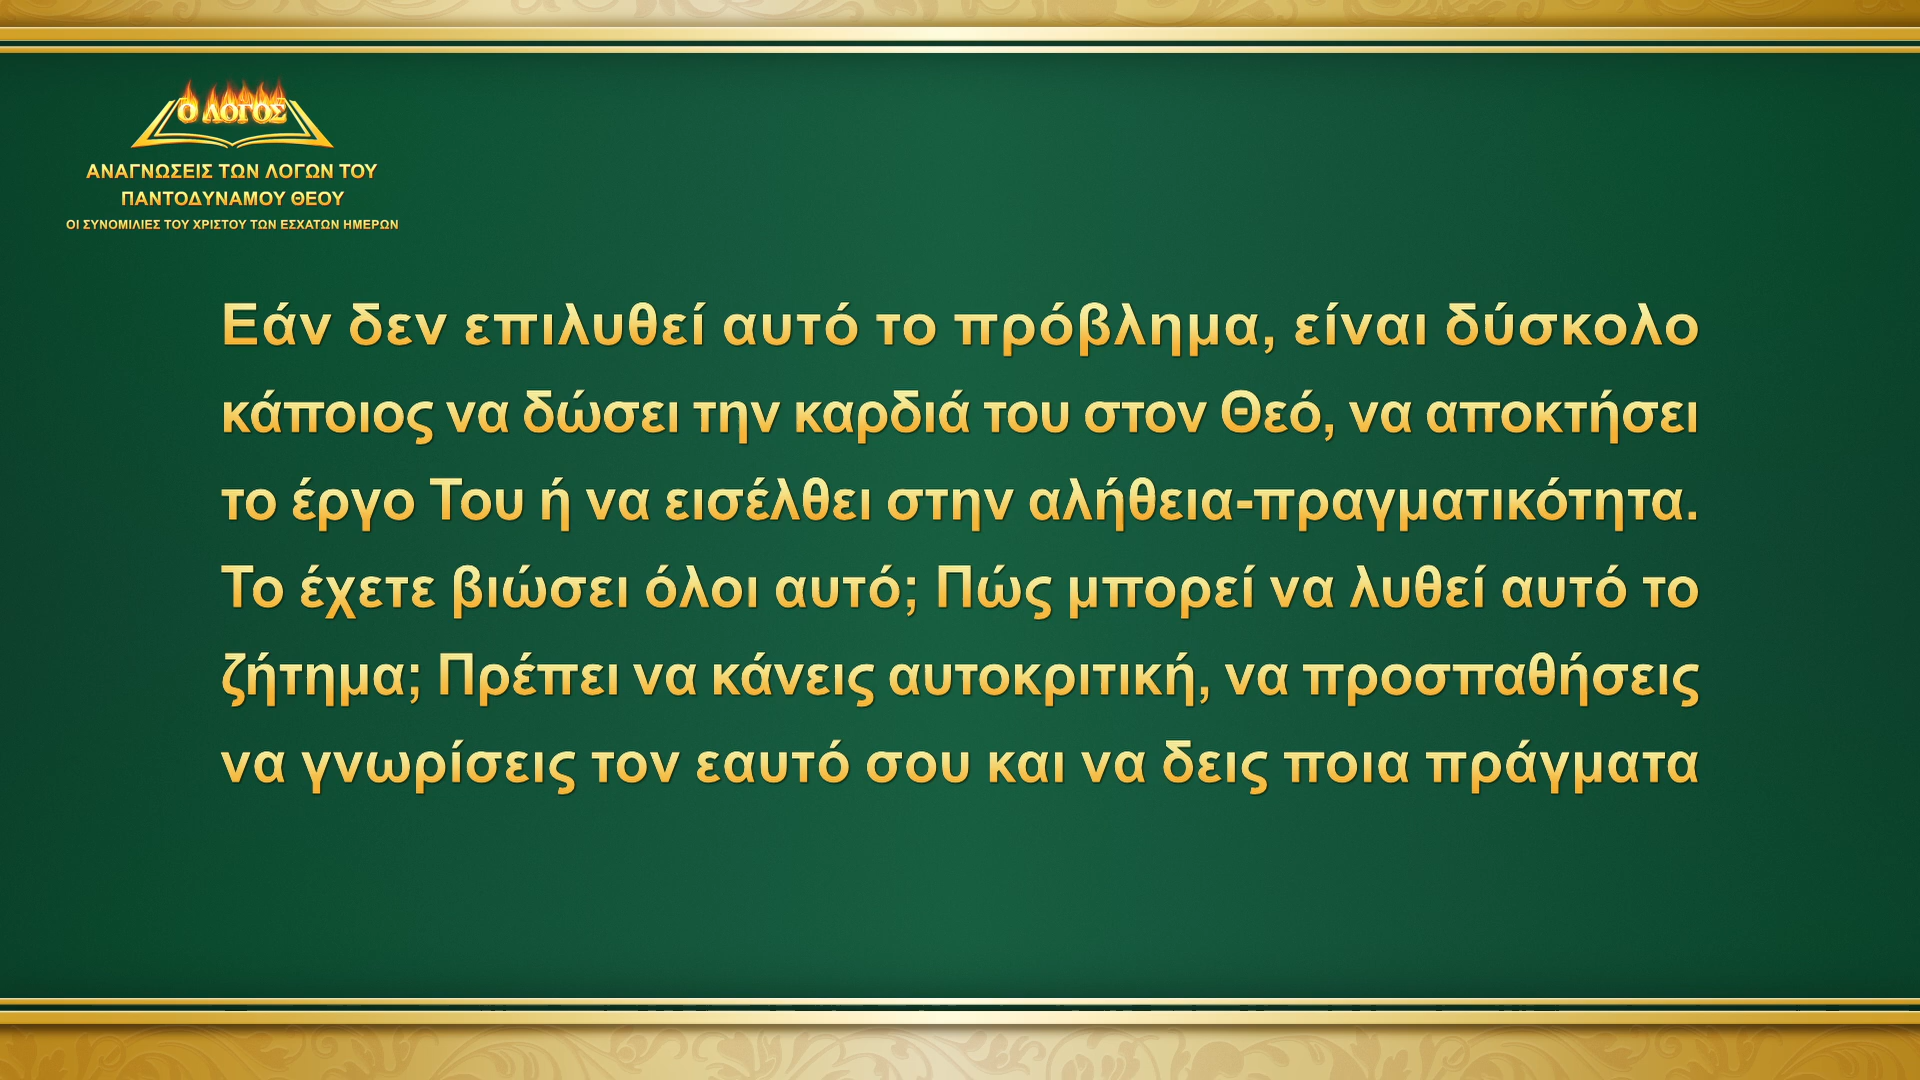 Ο ΛΟΓΟΣ
ΑΝΑΓΝΩΣΕΙΣ ΤΩΝ ΛΟΓΩΝ ΤΟΥ
ΠΑΝΤΟΔΥΝΑΜΟΥ ΘΕΟΥ
ΟΙ ΣΥΝΟΜΙΛΙΕΣ ΤΟΥ ΧΡΙΣΤΟΥ ΤΩΝ ΕΣΧΑΤΩΝ ΗΜΕΡΩΝ
Εάν δεν επιλυθεί αυτό το πρόβλημα, είναι δύσκολο
κάποιος να δώσει την καρδιά του στον Θεό, να αποκτήσει
το έργο Του ή να εισέλθει στην αλήθεια-πραγματικότητα.
Το έχετε βιώσει όλοι αυτό; Πώς μπορεί να λυθεί αυτό το
ζήτημα; Πρέπει να κάνεις αυτοκριτική, να προσπαθήσεις
να γνωρίσεις τον εαυτό σου και να δεις ποια πράγματα